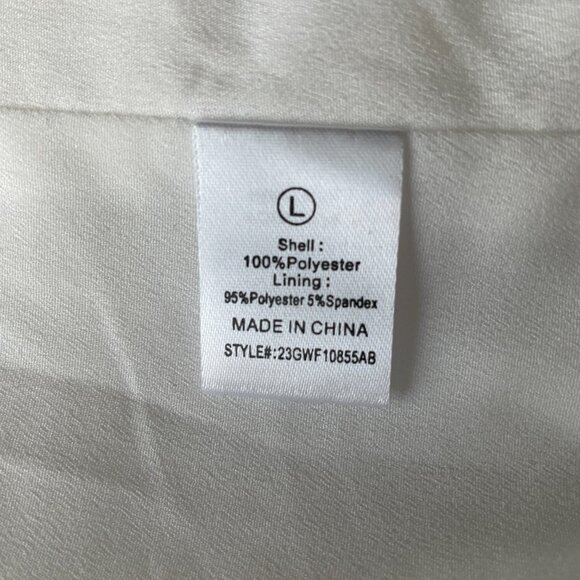 L
Shell :
100%Polyester
Lining :
95%Polyester 5%Spandex
MADE IN CHINA
STYLE#:23GWF10855AB